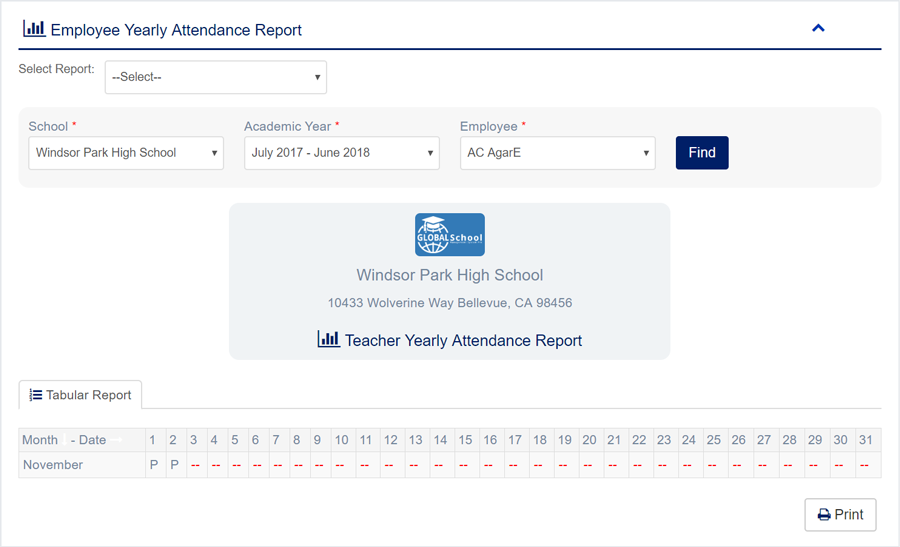 Employee Yearly Attendance Report
Select Report: --Select--
School * Academic Year * Employee *
Windsor Park High School July 2017 - June 2018 AC AgarE Find
GLOBAL School
Windsor Park High School
10433 Wolverine Way Bellevue, CA 98456
Teacher Yearly Attendance Report
Tabular Report
Month - Date 1 2 3 4 5 6 7 8 9 10 11 12 13 14 15 16 17 18 19 20 21 22 23 24 25 26 27 28 29 30 31
November P P -- -- -- -- -- -- -- -- -- -- -- -- -- -- -- -- -- -- -- -- -- -- -- -- -- -- -- -- --
Print